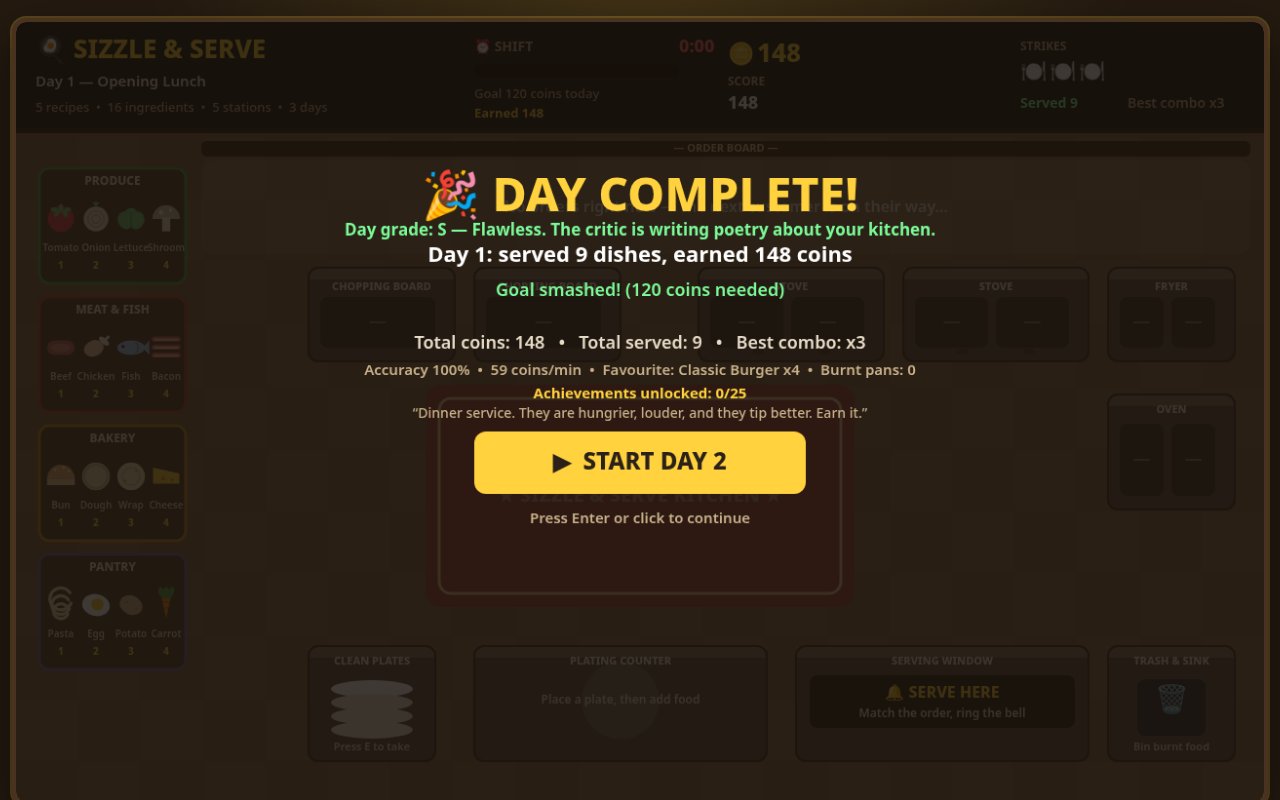 SIZZLE & SERVE
Day 1 — Opening Lunch
5 recipes • 16 ingredients • 5 stations • 3 days
SHIFT
0:00
Goal 120 coins today
Earned 148
148
SCORE
148
STRIKES
Served 9
Best combo x3
— ORDER BOARD —
their way...
DAY COMPLETE!
Day grade: S — Flawless. The critic is writing poetry about your kitchen.
Day 1: served 9 dishes, earned 148 coins
Goal smashed! (120 coins needed)
Total coins: 148 • Total served: 9 • Best combo: x3
Accuracy 100% • 59 coins/min • Favourite: Classic Burger x4 • Burnt pans: 0
Achievements unlocked: 0/25
“Dinner service. They are hungrier, louder, and they tip better. Earn it.”
▶ START DAY 2
SIZZLE & SERVE KITCHEN
Press Enter or click to continue
PRODUCE
Tomato Onion Lettuce Shroom
1 2 3 4
MEAT & FISH
Beef Chicken Fish Bacon
1 2 3 4
BAKERY
Bun Dough Wrap Cheese
1 2 3 4
PANTRY
Pasta Egg Potato Carrot
1 2 3 4
CHOPPING BOARD
STOVE
FRYER
OVEN
CLEAN PLATES
Press E to take
PLATING COUNTER
Place a plate, then add food
SERVING WINDOW
SERVE HERE
Match the order, ring the bell
TRASH & SINK
Bin burnt food